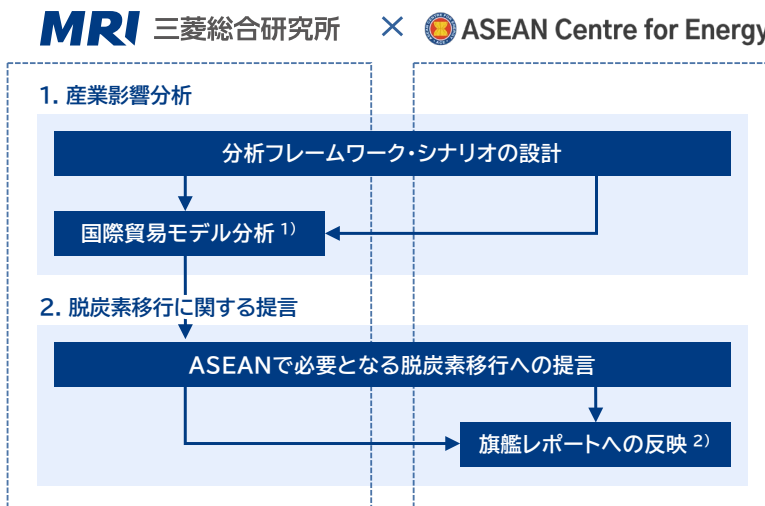 MRI 三菱総合研究所 × ASEAN Centre for Energy
1. 産業影響分析
分析フレームワーク・シナリオの設計
国際貿易モデル分析 1)
2. 脱炭素移行に関する提言
ASEANで必要となる脱炭素移行への提言
旗艦レポートへの反映 2)